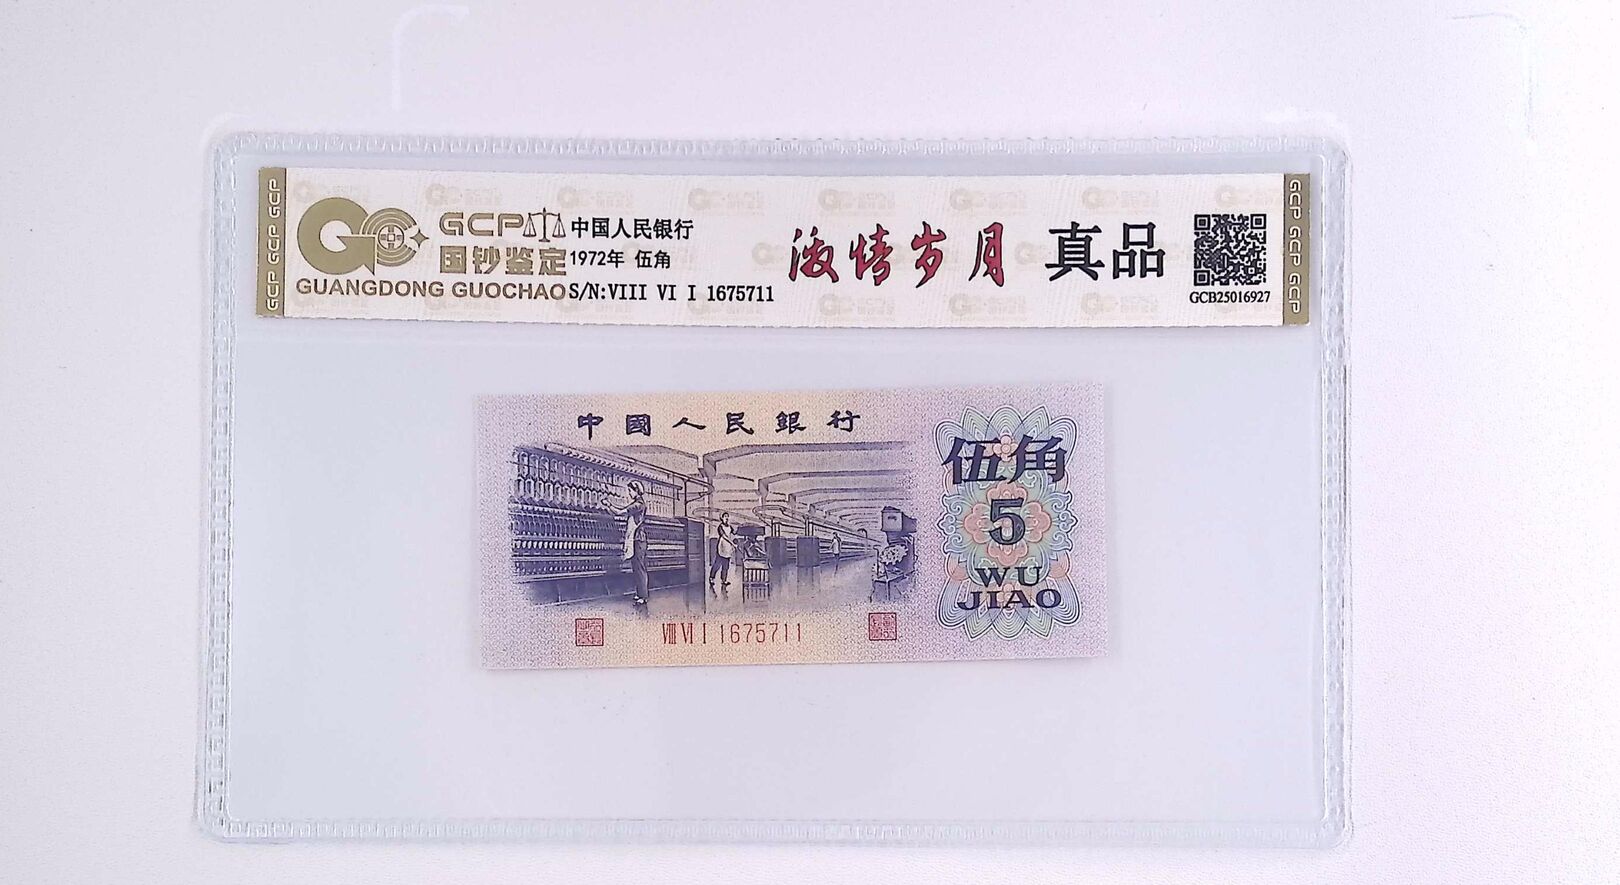 GCP GCP GCP
GCP
国钞鉴定
GUANGDONG GUOCHAO
中国人民银行
1972年 伍角
S/N:VIII VI I 1675711
激情岁月
真品
GCB25016927
GCP GCP GCP
中國人民銀行
伍角
5
WU
JIAO
VIII VI I 1675711